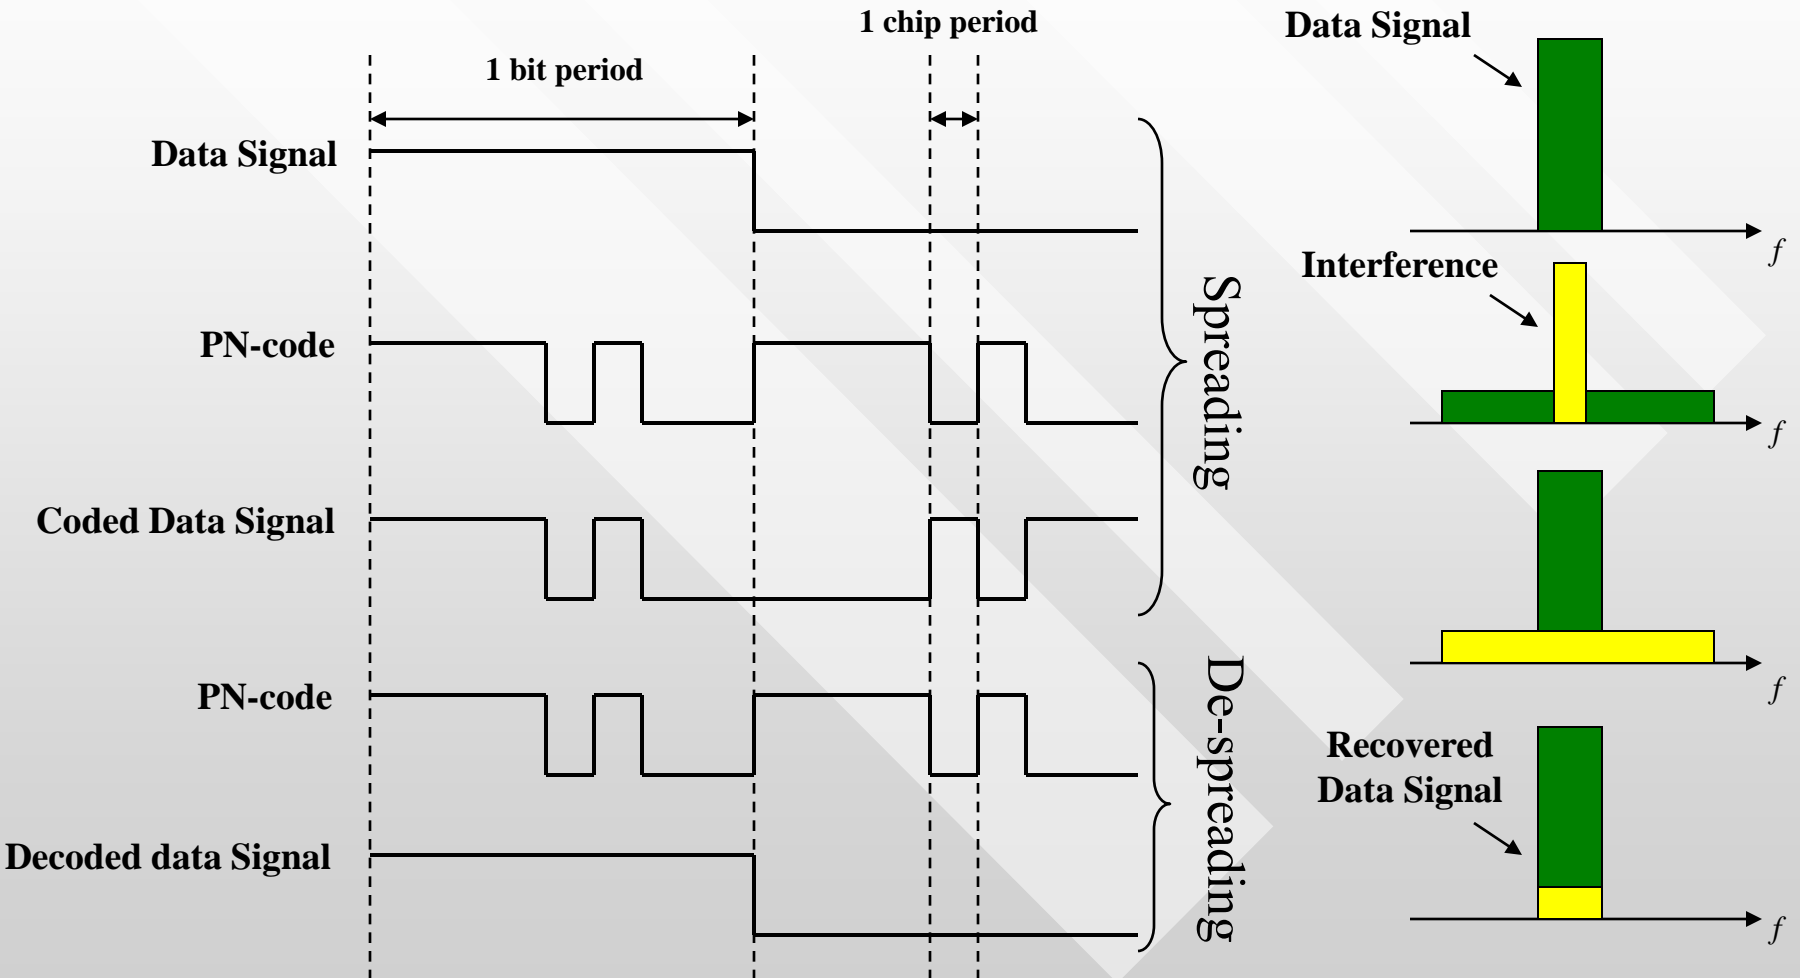 1 chip period
1 bit period
Data Signal
PN-code
Coded Data Signal
PN-code
Decoded data Signal
Spreading
De-spreading
Data Signal
f
Interference
f
f
Recovered
Data Signal
f